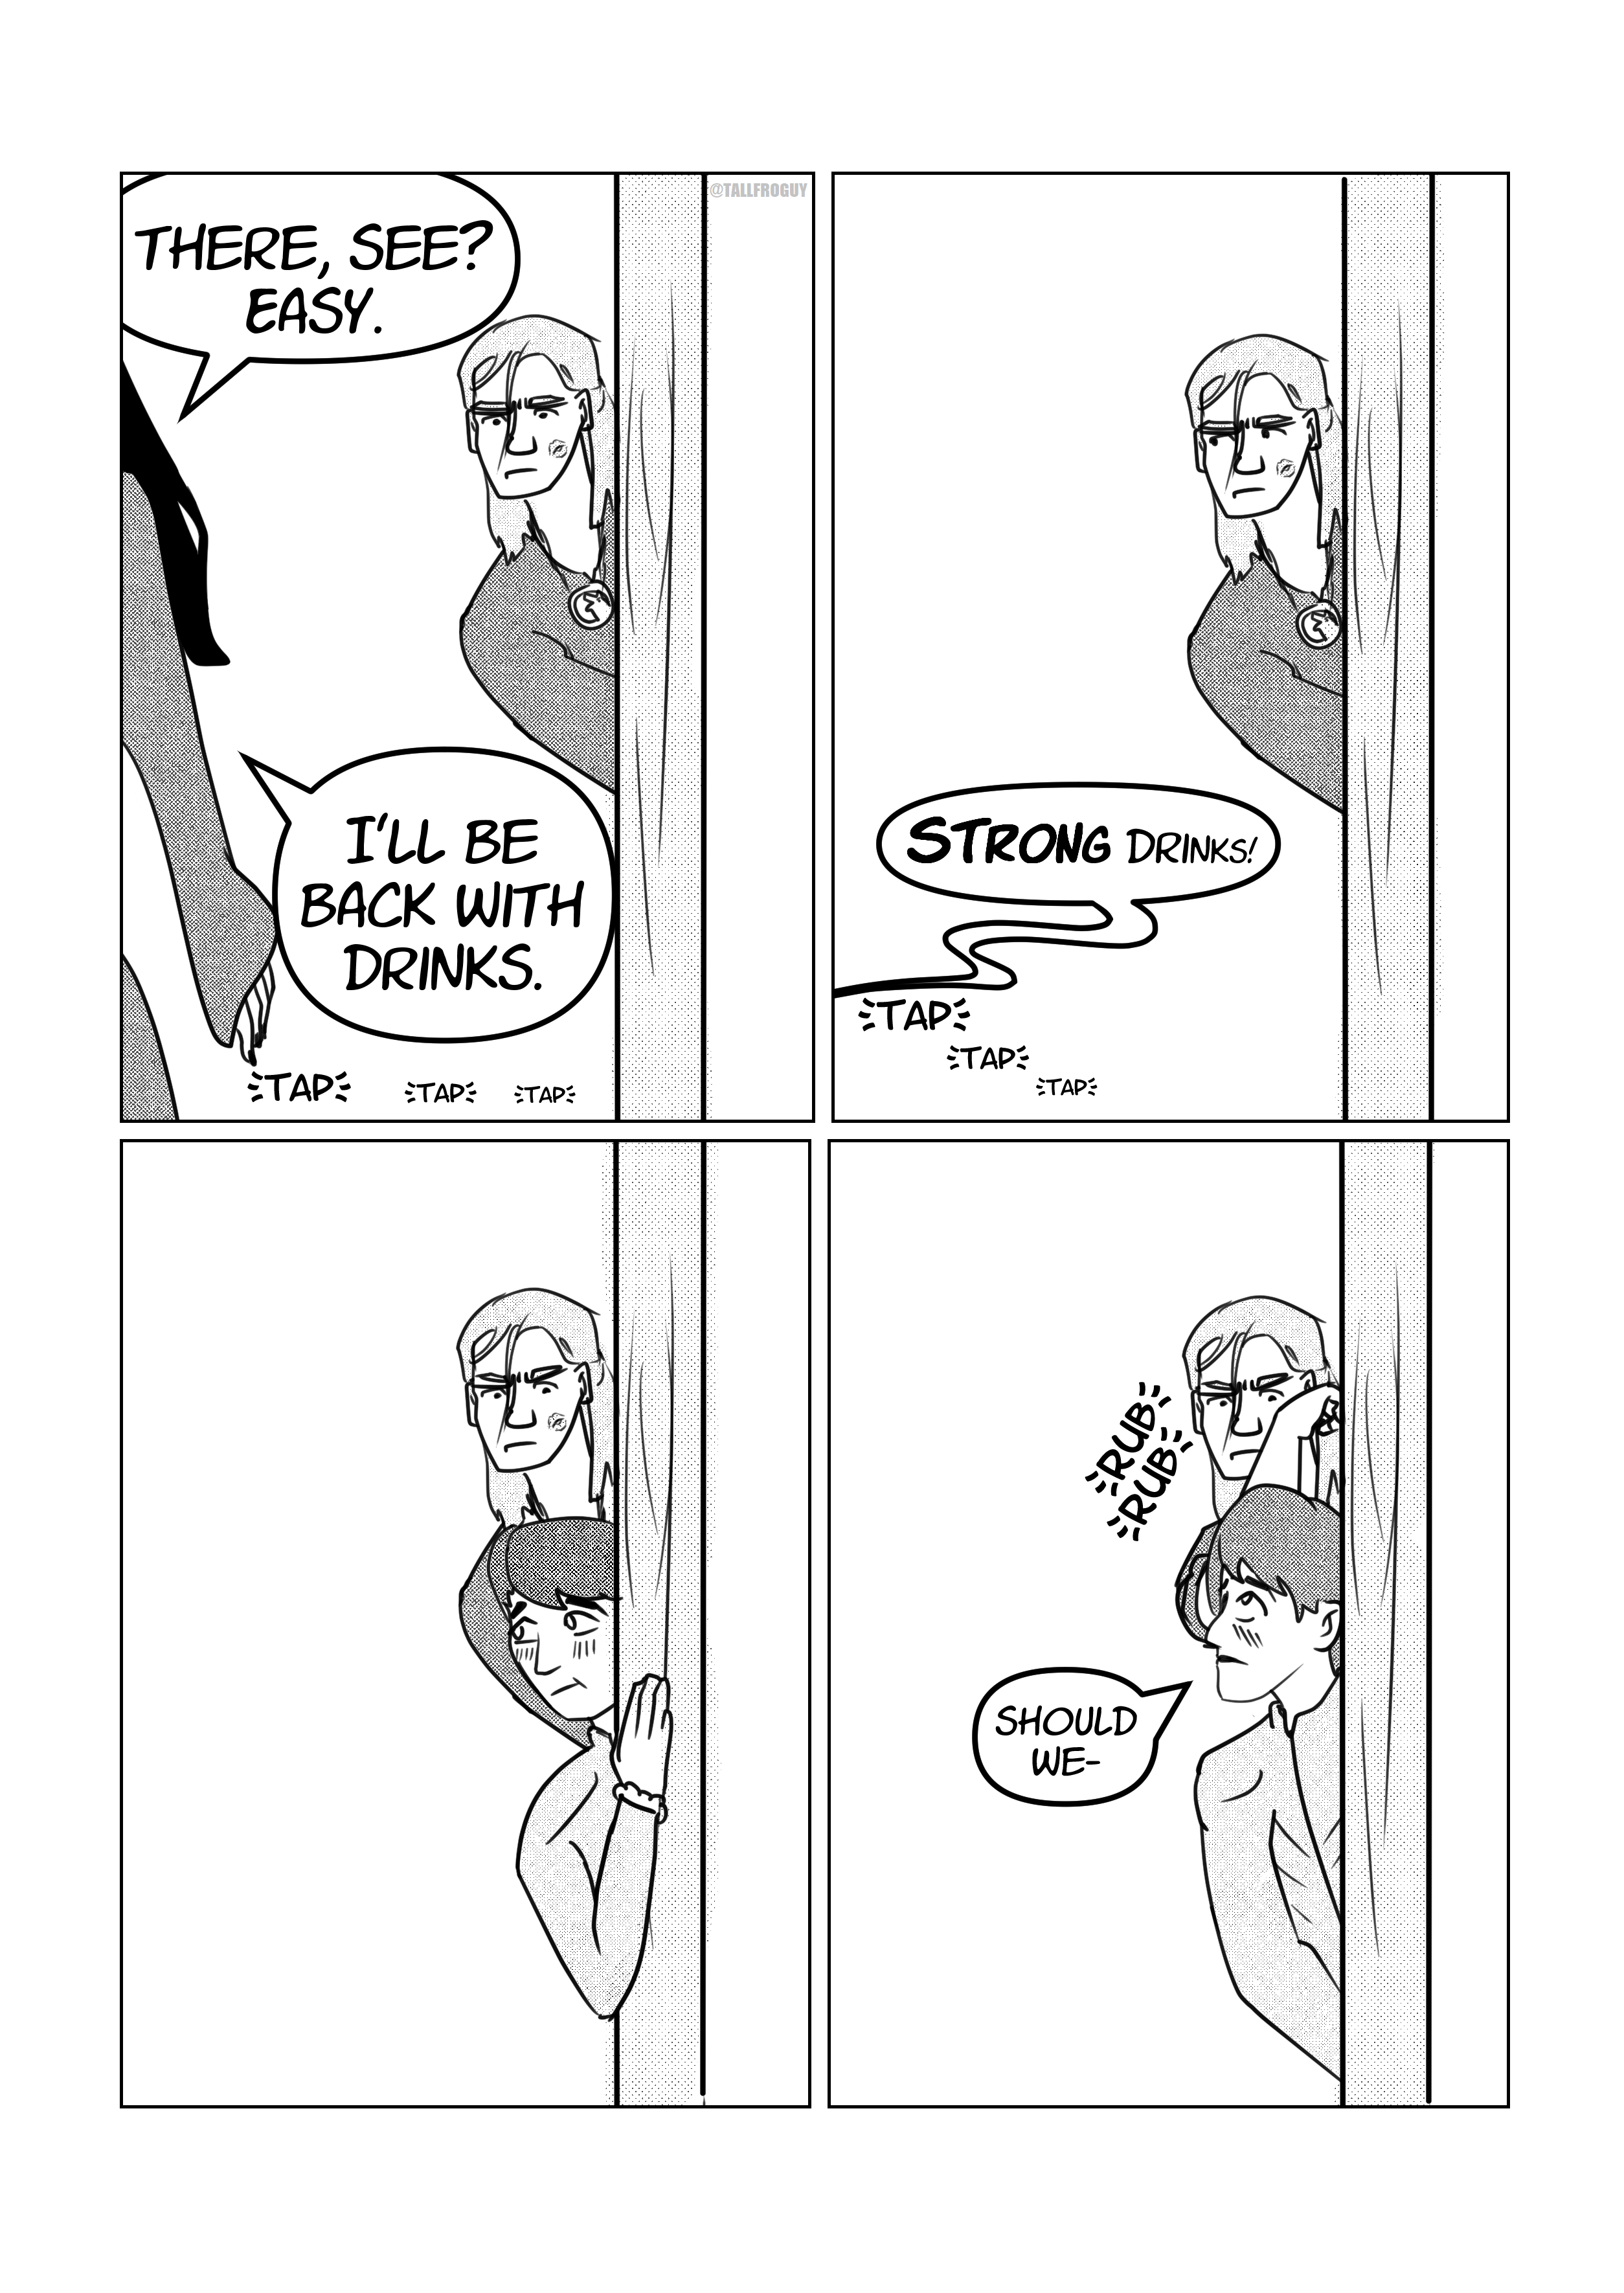 @TALLFROGUY
THERE, SEE?
EASY.
I'LL BE
BACK WITH
DRINKS.
TAP
TAP
TAP
STRONG DRINKS!
TAP
TAP
TAP
RUB
RUB
SHOULD
WE-